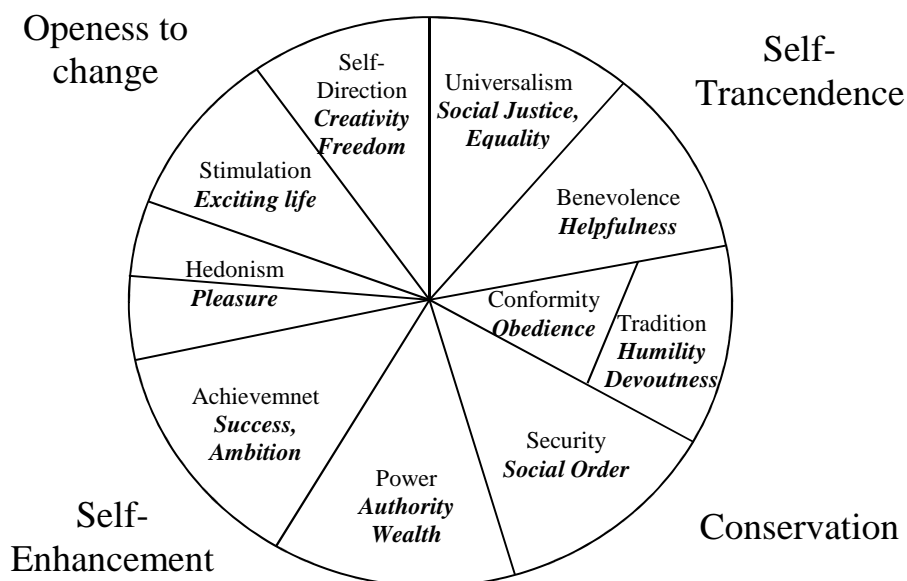 Openess to
change
Self-
Trancendence
Self-
Direction
Creativity
Freedom
Universalism
Social Justice,
Equality
Stimulation
Exciting life
Benevolence
Helpfulness
Hedonism
Pleasure
Conformity
Obedience
Tradition
Humility
Devoutness
Achievemnet
Success,
Ambition
Security
Social Order
Power
Authority
Wealth
Self-
Enhancement
Conservation